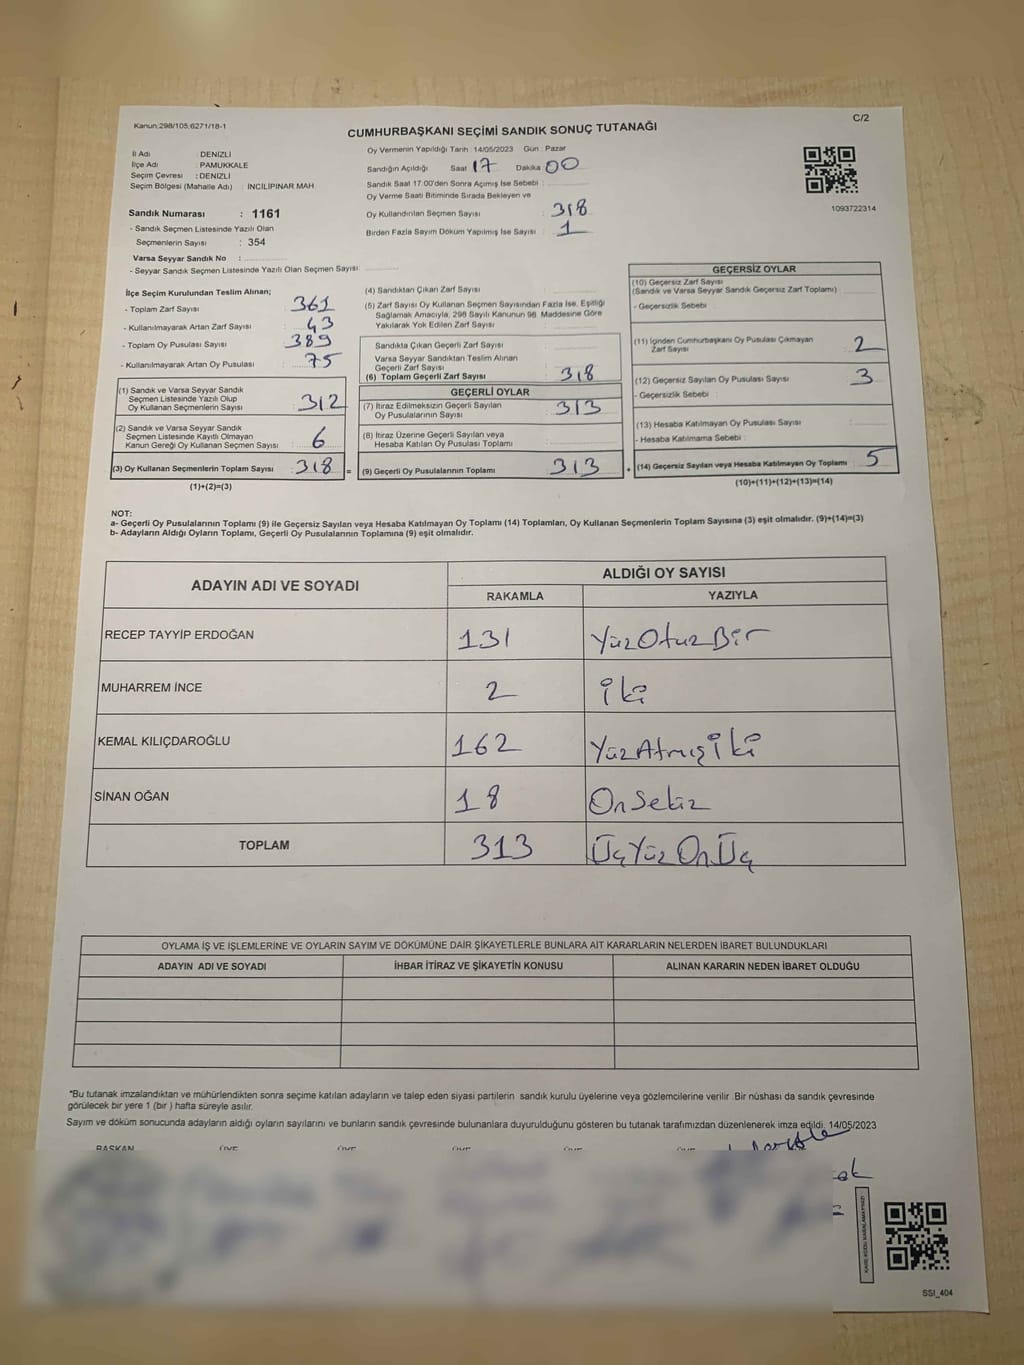 Kanun:298/105;6271/18-1
C/2
CUMHURBAŞKANI SEÇİMİ SANDIK SONUÇ TUTANAĞI
İl Adı : DENİZLİ
İlçe Adı : PAMUKKALE
Seçim Çevresi : DENİZLİ
Seçim Bölgesi (Mahalle Adı) : İNCİLİPINAR MAH
Sandık Numarası : 1161
- Sandık Seçmen Listesinde Yazılı Olan
Seçmenlerin Sayısı : 354
Varsa Seyyar Sandık No :
- Seyyar Sandık Seçmen Listesinde Yazılı Olan Seçmen Sayısı:
Oy Vermenin Yapıldığı Tarih :14/05/2023 Gün : Pazar
Sandığın Açıldığı Saat 17 Dakika 00
Sandık Saat 17:00'den Sonra Açımış İse Sebebi :
Oy Verme Saati Bitiminde Sırada Bekleyen ve
Oy Kullandırılan Seçmen Sayısı : 318
Birden Fazla Sayım Döküm Yapılmış İse Sayısı : 1
1093722314
İlçe Seçim Kurulundan Teslim Alınan;
- Toplam Zarf Sayısı : 361
- Kullanılmayarak Artan Zarf Sayısı : 43
- Toplam Oy Pusulası Sayısı : 389
- Kullanılmayarak Artan Oy Pusulası : 75
(1) Sandık ve Varsa Seyyar Sandık
Seçmen Listesinde Yazılı Olup
Oy Kullanan Seçmenlerin Sayısı : 312
(2) Sandık ve Varsa Seyyar Sandık
Seçmen Listesinde Kayıtlı Olmayan
Kanun Gereği Oy Kullanan Seçmen Sayısı : 6
(3) Oy Kullanan Seçmenlerin Toplam Sayısı : 318 =
(1)+(2)=(3)
(4) Sandıktan Çıkan Zarf Sayısı :
(5) Zarf Sayısı Oy Kullanan Seçmen Sayısından Fazla İse, Eşitliği
Sağlamak Amacıyla, 298 Sayılı Kanunun 98. Maddesine Göre
Yakılarak Yok Edilen Zarf Sayısı :
Sandıkta Çıkan Geçerli Zarf Sayısı :
Varsa Seyyar Sandıktan Teslim Alınan
Geçerli Zarf Sayısı :
(6) Toplam Geçerli Zarf Sayısı : 318
GEÇERLİ OYLAR
(7) İtiraz Edilmeksizin Geçerli Sayılan
Oy Pusulalarının Sayısı : 313
(8) İtiraz Üzerine Geçerli Sayılan veya
Hesaba Katılan Oy Pusulası Toplamı :
(9) Geçerli Oy Pusulalarının Toplamı : 313 +
GEÇERSİZ OYLAR
(10) Geçersiz Zarf Sayısı
(Sandık ve Varsa Seyyar Sandık Geçersiz Zarf Toplamı)
- Geçersizlik Sebebi :
(11) İçinden Cumhurbaşkanı Oy Pusulası Çıkmayan
Zarf Sayısı : 2
(12) Geçersiz Sayılan Oy Pusulası Sayısı : 3
- Geçersizlik Sebebi :
(13) Hesaba Katılmayan Oy Pusulası Sayısı :
- Hesaba Katılmama Sebebi :
(14) Geçersiz Sayılan veya Hesaba Katılmayan Oy Toplamı : 5
(10)+(11)+(12)+(13)=(14)
NOT:
a- Geçerli Oy Pusulalarının Toplamı (9) ile Geçersiz Sayılan veya Hesaba Katılmayan Oy Toplamı (14) Toplamları, Oy Kullanan Seçmenlerin Toplam Sayısına (3) eşit olmalıdır. (9)+(14)=(3)
b- Adayların Aldığı Oyların Toplamı, Geçerli Oy Pusulalarının Toplamına (9) eşit olmalıdır.
ADAYIN ADI VE SOYADI
ALDIĞI OY SAYISI
RAKAMLA YAZIYLA
RECEP TAYYİP ERDOĞAN 131 YüzOtuzBir
MUHARREM İNCE 2 iki
KEMAL KILIÇDAROĞLU 162 YüzAtmışiki
SİNAN OĞAN 18 OnSekiz
TOPLAM 313 ÜçYüzOnÜç
OYLAMA İŞ VE İŞLEMLERİNE VE OYLARIN SAYIM VE DÖKÜMÜNE DAİR ŞİKAYETLERLE BUNLARA AİT KARARLARIN NELERDEN İBARET BULUNDUKLARI
ADAYIN ADI VE SOYADI İHBAR İTİRAZ VE ŞİKAYETİN KONUSU ALINAN KARARIN NEDEN İBARET OLDUĞU
*Bu tutanak imzalandıktan ve mühürlendikten sonra seçime katılan adayların ve talep eden siyasi partilerin sandık kurulu üyelerine veya gözlemcilerine verilir .Bir nüshası da sandık çevresinde
görülecek bir yere 1 (bir ) hafta süreyle asılır.
Sayım ve döküm sonucunda adayların aldığı oyların sayılarını ve bunların sandık çevresinde bulunanlara duyurulduğunu gösteren bu tutanak tarafımızdan düzenlenerek imza edildi. 14/05/2023
BAŞKAN ÜYE ÜYE ÜYE ÜYE ÜYE
KARE KODU KARALAMAYINIZ!
SSI_404